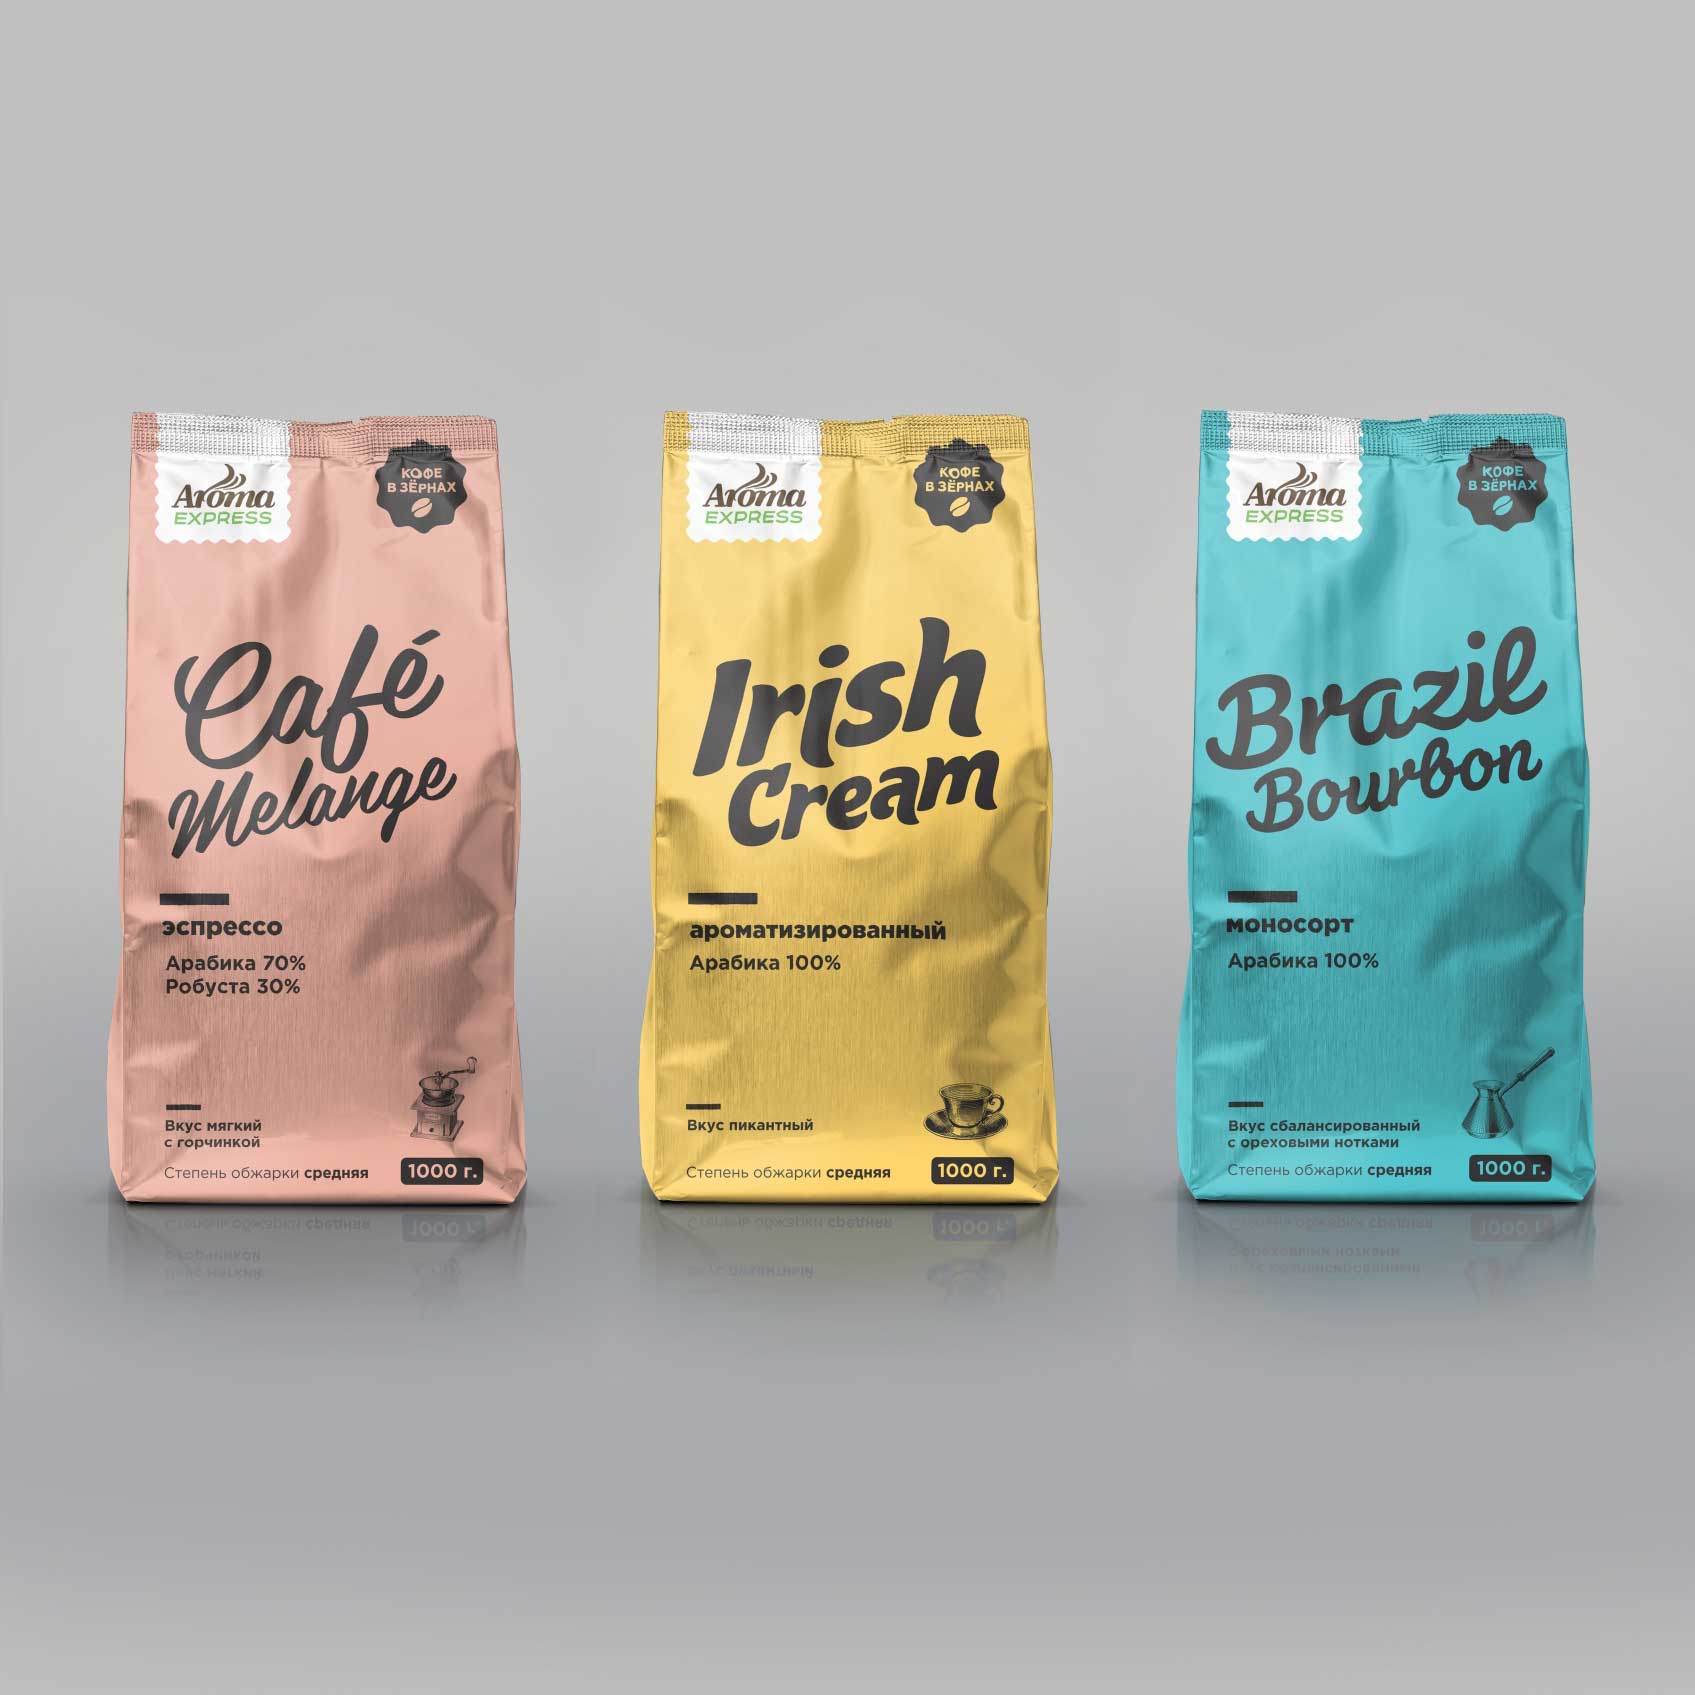 Aroma
EXPRESS
КОФЕ
В ЗЁРНАХ
Café
Melange
эспрессо
Арабика 70%
Робуста 30%
Вкус мягкий
с горчинкой
Степень обжарки средняя
1000 г.
Aroma
EXPRESS
КОФЕ
В ЗЁРНАХ
Irish
Cream
ароматизированный
Арабика 100%
Вкус пикантный
Степень обжарки средняя
1000 г.
Aroma
EXPRESS
КОФЕ
В ЗЁРНАХ
Brazil
Bourbon
моносорт
Арабика 100%
Вкус сбалансированный
с ореховыми нотками
Степень обжарки средняя
1000 г.